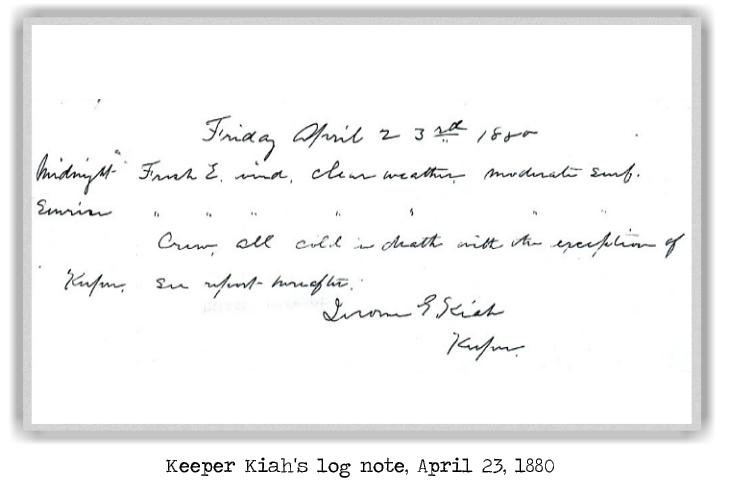 Friday April 23rd 1880
Midnight Fresh E. wind, clear weather, moderate surf.
Sunrise " " " " " " "
Crew, all cold in death with the exception of
Keeper, see report hereafter.
Jerome G Kiah
Keeper.
Keeper Kiah's log note, April 23, 1880